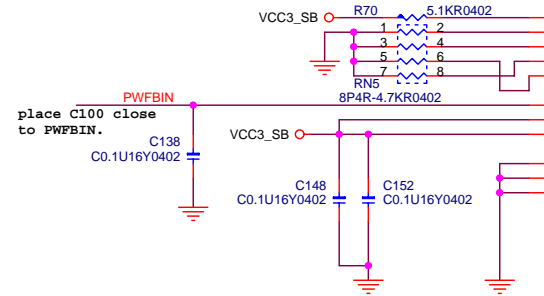 R70
5.1KR0402
VCC3_SB
1
2
3
4
5
6
7
8
RN5
8P4R-4.7KR0402
PWFBIN
place C100 close
to PWFBIN.
C138
C0.1U16Y0402
VCC3_SB
C148
C0.1U16Y0402
C152
C0.1U16Y0402